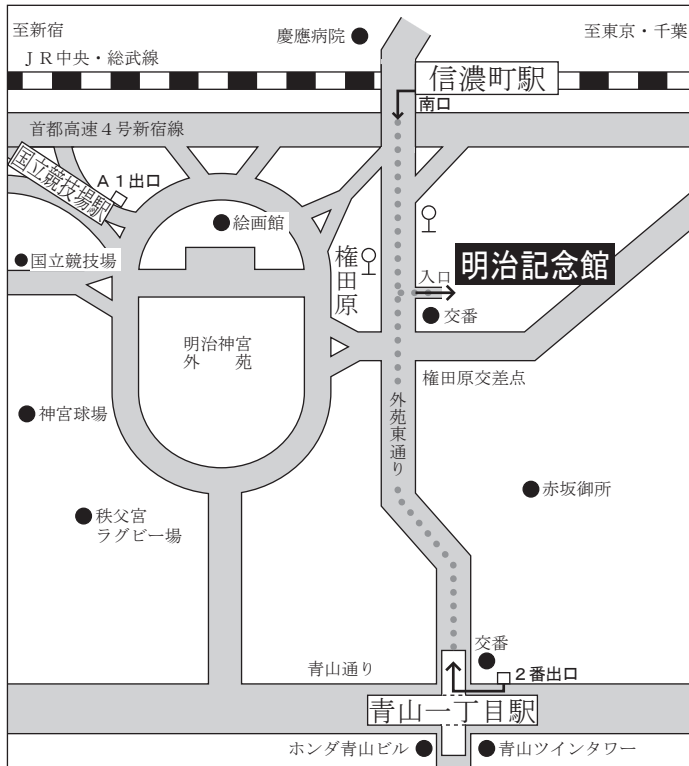 至新宿
慶應病院
至東京・千葉
JR中央・総武線
信濃町駅
南口
首都高速4号新宿線
国立競技場駅
A1出口
絵画館
国立競技場
権田原
入口
明治記念館
交番
明治神宮
外苑
権田原交差点
外苑東通り
神宮球場
赤坂御所
秩父宮
ラグビー場
交番
青山通り
2番出口
青山一丁目駅
ホンダ青山ビル
青山ツインタワー